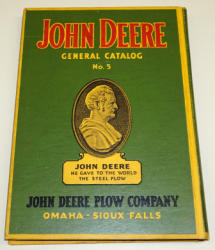 JOHN DEERE
GENERAL CATALOG
No. 5
JOHN DEERE
HE GAVE TO THE WORLD
THE STEEL PLOW
JOHN DEERE PLOW COMPANY
OMAHA - SIOUX FALLS